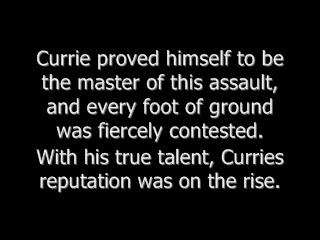 Currie proved himself to be
the master of this assault,
and every foot of ground
was fiercely contested.
With his true talent, Curries
reputation was on the rise.